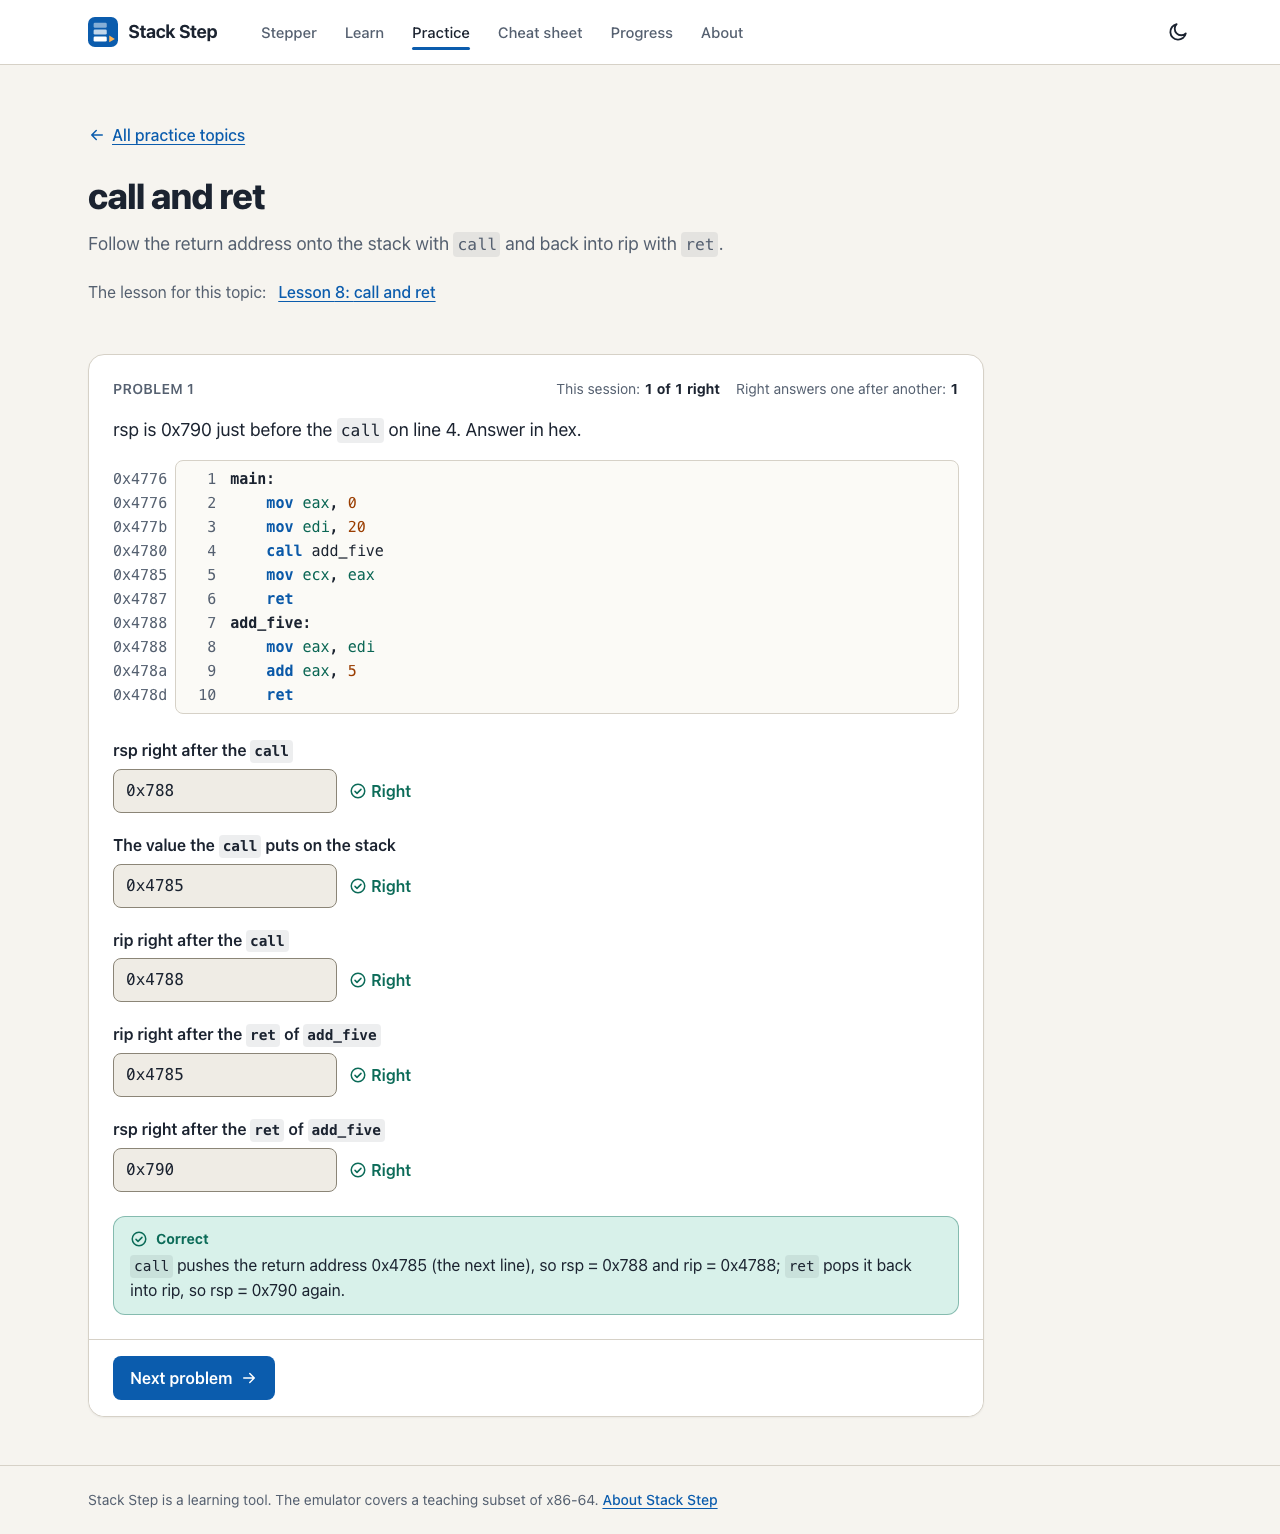 Stack Step
Stepper Learn Practice Cheat sheet Progress About
← All practice topics
call and ret
Follow the return address onto the stack with call and back into rip with ret.
The lesson for this topic: Lesson 8: call and ret
PROBLEM 1 This session: 1 of 1 right Right answers one after another: 1
rsp is 0x790 just before the call on line 4. Answer in hex.
0x4776 1 main:
0x4776 2 mov eax, 0
0x477b 3 mov edi, 20
0x4780 4 call add_five
0x4785 5 mov ecx, eax
0x4787 6 ret
0x4788 7 add_five:
0x4788 8 mov eax, edi
0x478a 9 add eax, 5
0x478d 10 ret
rsp right after the call
0x788 Right
The value the call puts on the stack
0x4785 Right
rip right after the call
0x4788 Right
rip right after the ret of add_five
0x4785 Right
rsp right after the ret of add_five
0x790 Right
Correct
call pushes the return address 0x4785 (the next line), so rsp = 0x788 and rip = 0x4788; ret pops it back
into rip, so rsp = 0x790 again.
Next problem →
Stack Step is a learning tool. The emulator covers a teaching subset of x86-64. About Stack Step